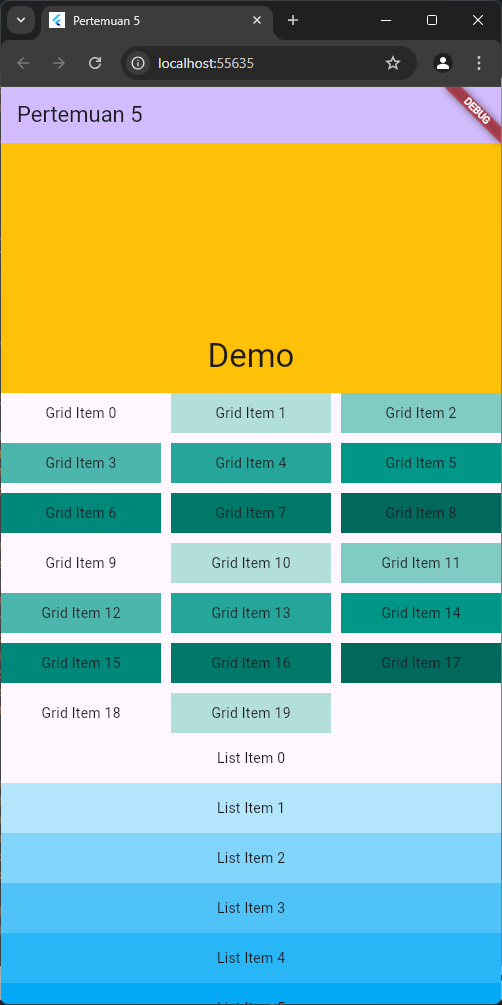 Pertemuan 5
localhost:55635
Pertemuan 5
DEBUG
Demo
Grid Item 0 Grid Item 1 Grid Item 2
Grid Item 3 Grid Item 4 Grid Item 5
Grid Item 6 Grid Item 7 Grid Item 8
Grid Item 9 Grid Item 10 Grid Item 11
Grid Item 12 Grid Item 13 Grid Item 14
Grid Item 15 Grid Item 16 Grid Item 17
Grid Item 18 Grid Item 19
List Item 0
List Item 1
List Item 2
List Item 3
List Item 4